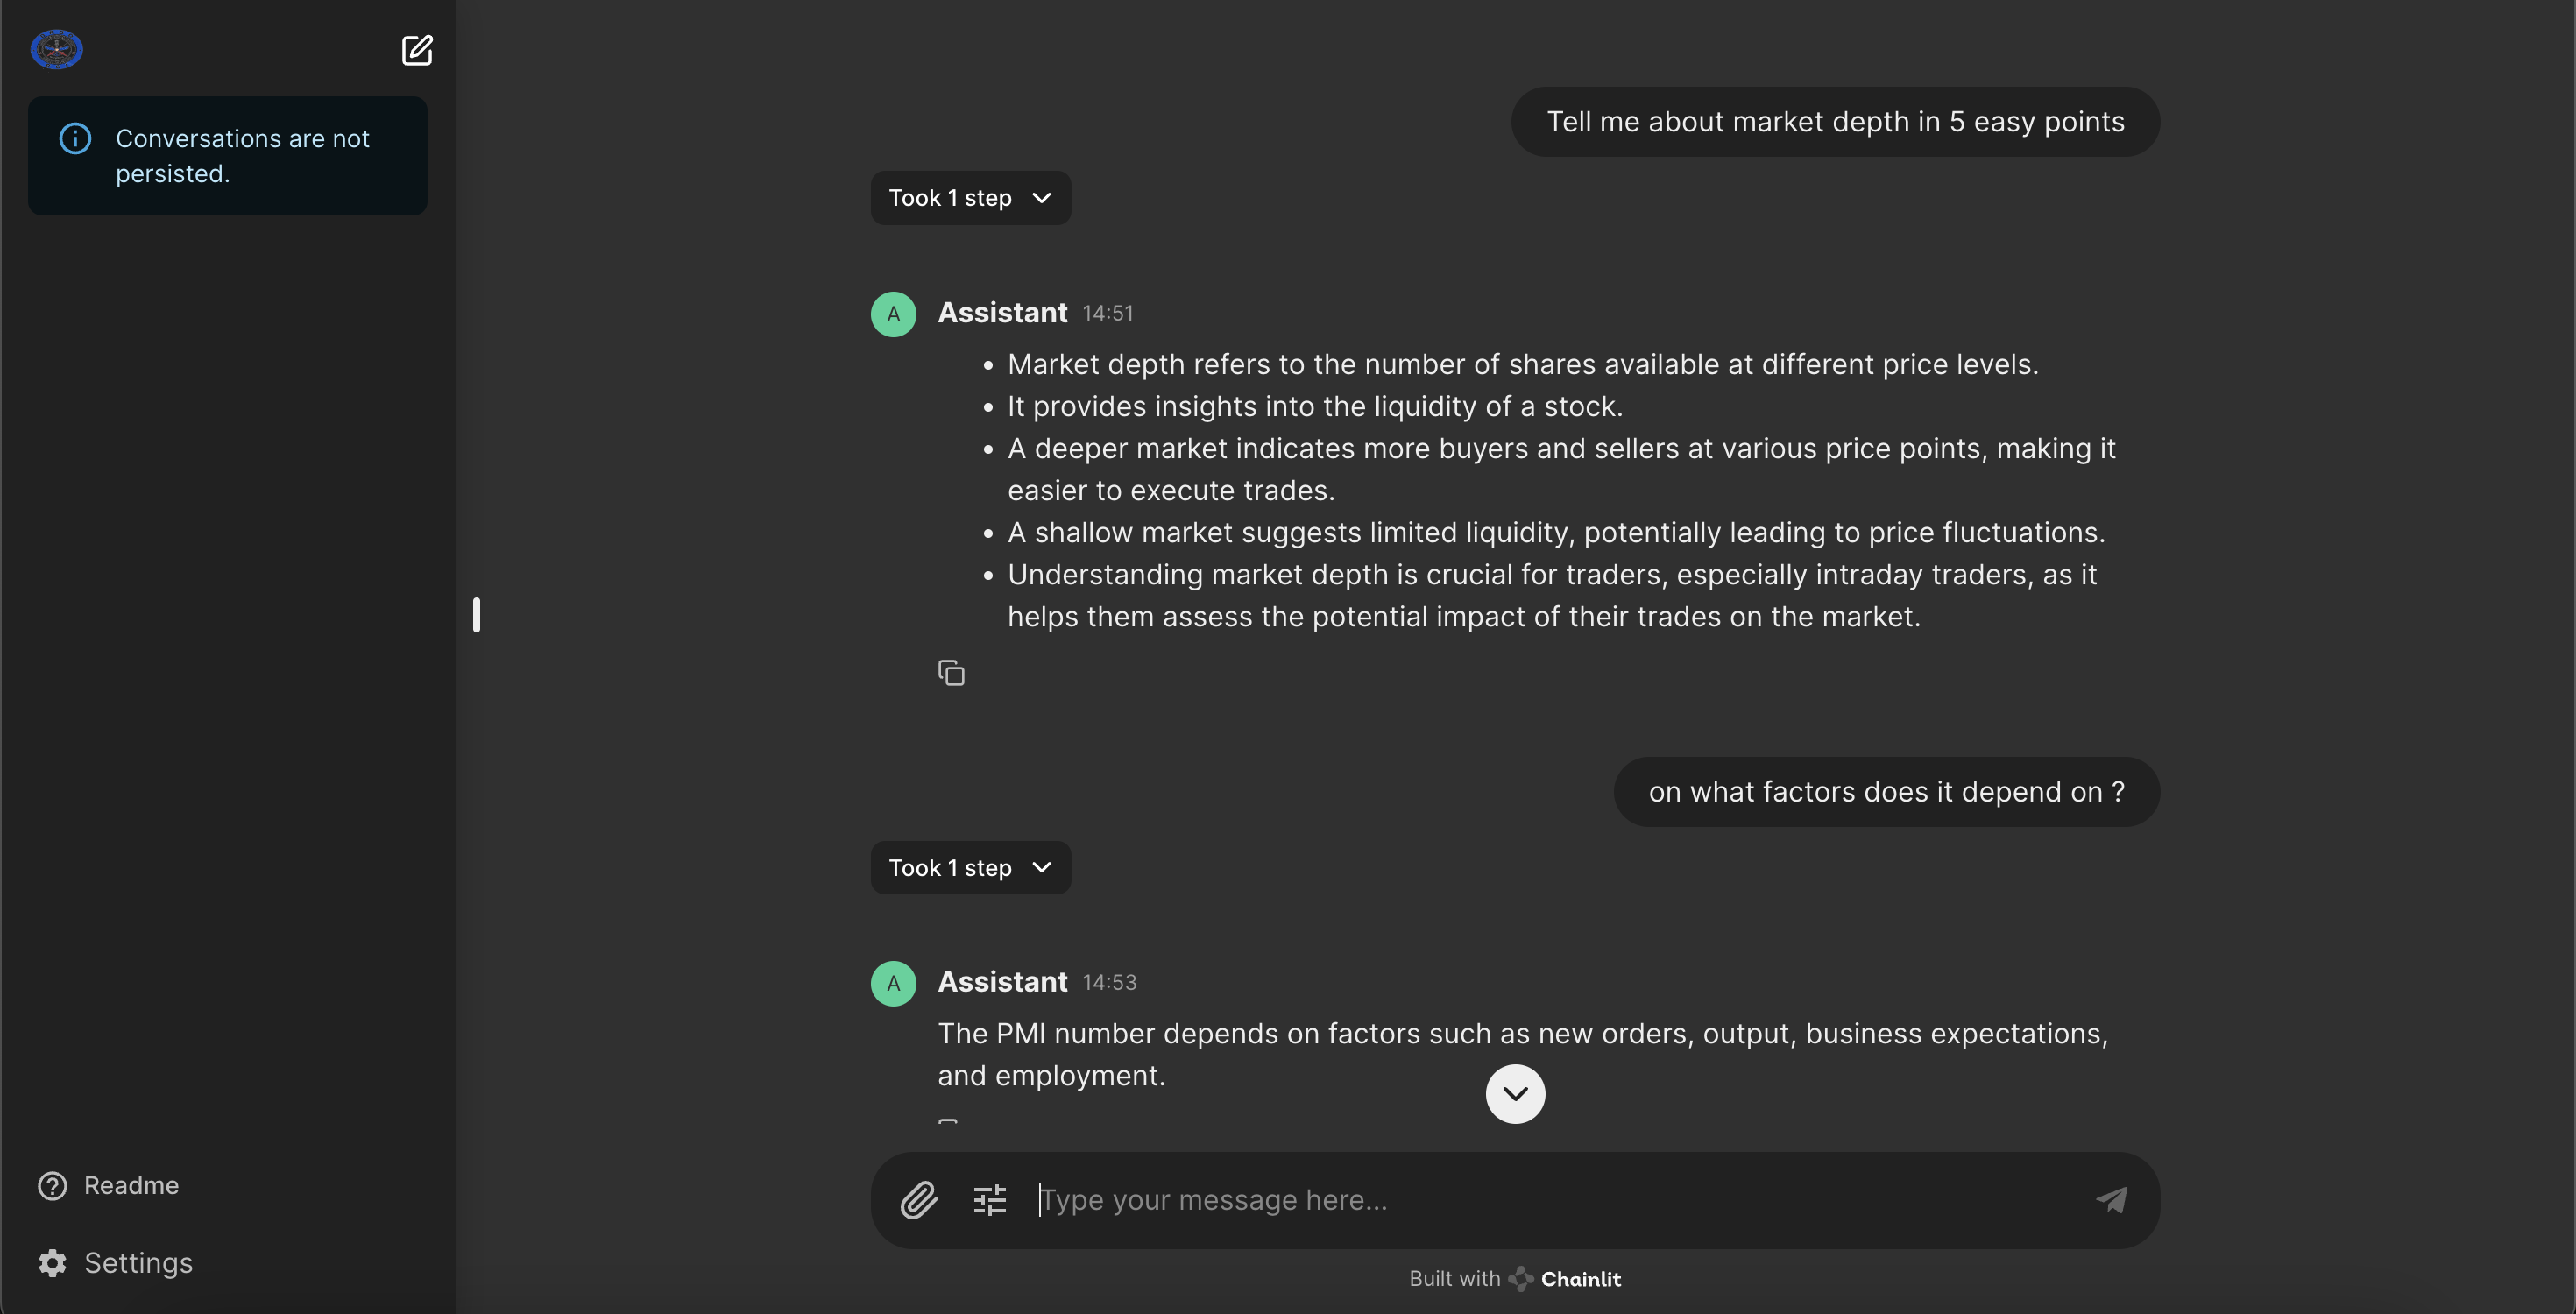 Conversations are not
persisted.
Tell me about market depth in 5 easy points
Took 1 step
A
Assistant 14:51
• Market depth refers to the number of shares available at different price levels.
• It provides insights into the liquidity of a stock.
• A deeper market indicates more buyers and sellers at various price points, making it
easier to execute trades.
• A shallow market suggests limited liquidity, potentially leading to price fluctuations.
• Understanding market depth is crucial for traders, especially intraday traders, as it
helps them assess the potential impact of their trades on the market.
on what factors does it depend on ?
Took 1 step
A
Assistant 14:53
The PMI number depends on factors such as new orders, output, business expectations,
and employment.
Type your message here...
Readme
Settings
Built with Chainlit